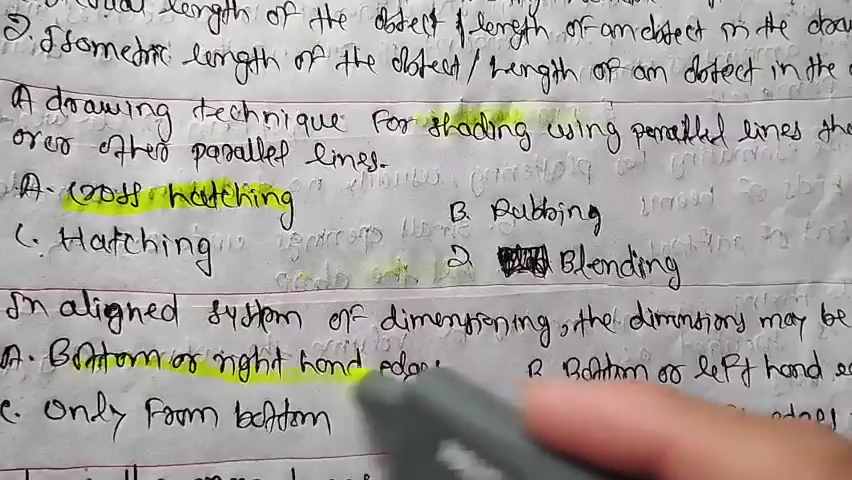 length of the object / length of an object in the
D. Isometric length of the object / Length of an object in the
A drawing technique for shading using parallel lines
over other parallel lines.
A. Cross hatching B. Rubbing
C. Hatching D. Blending
In aligned system of dimensioning, the dimensions may be
A. Bottom or right hand edges B. Bottom or left hand
C. Only from bottom edges